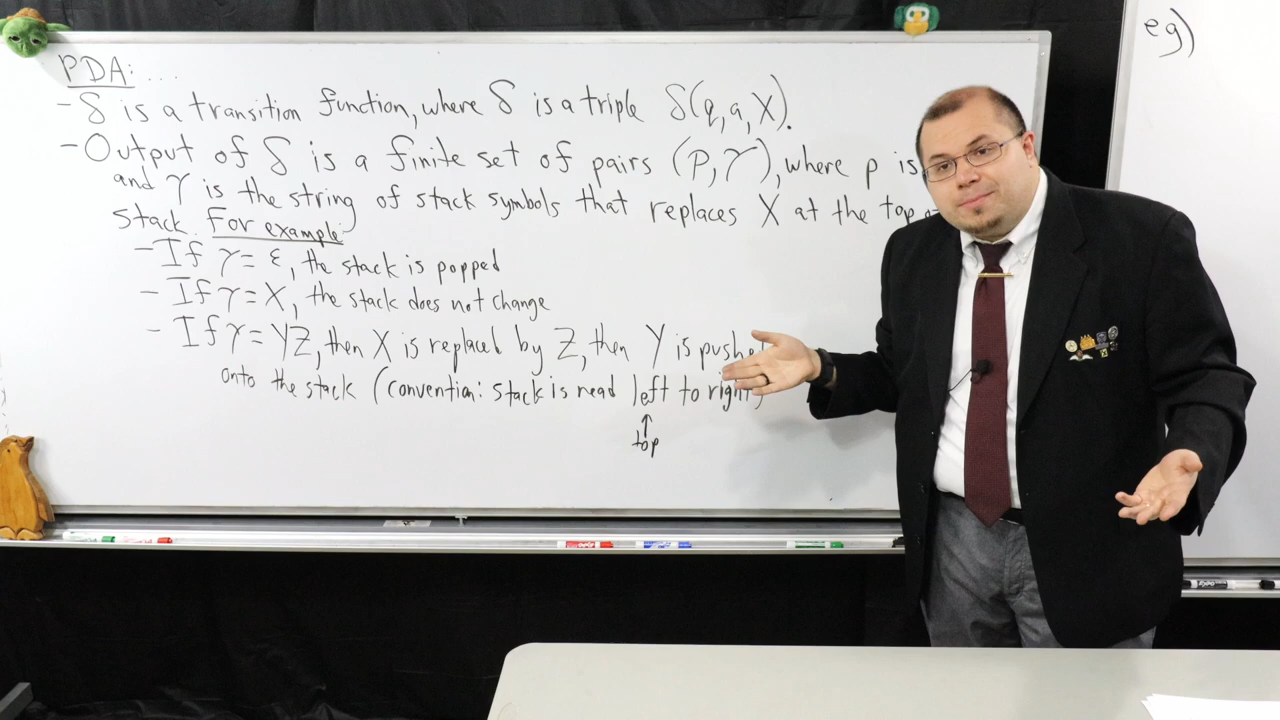 PDA: ...
- δ is a transition function, where δ is a triple δ(q, a, X).
- Output of δ is a finite set of pairs (p, γ), where p is
and γ is the string of stack symbols that replaces X at the top
stack. For example:
- If γ = ε, the stack is popped
- If γ = X, the stack does not change
- If γ = YZ, then X is replaced by Z, then Y is pushe
onto the stack (convention: stack is read left to right)
↑
top
eg)